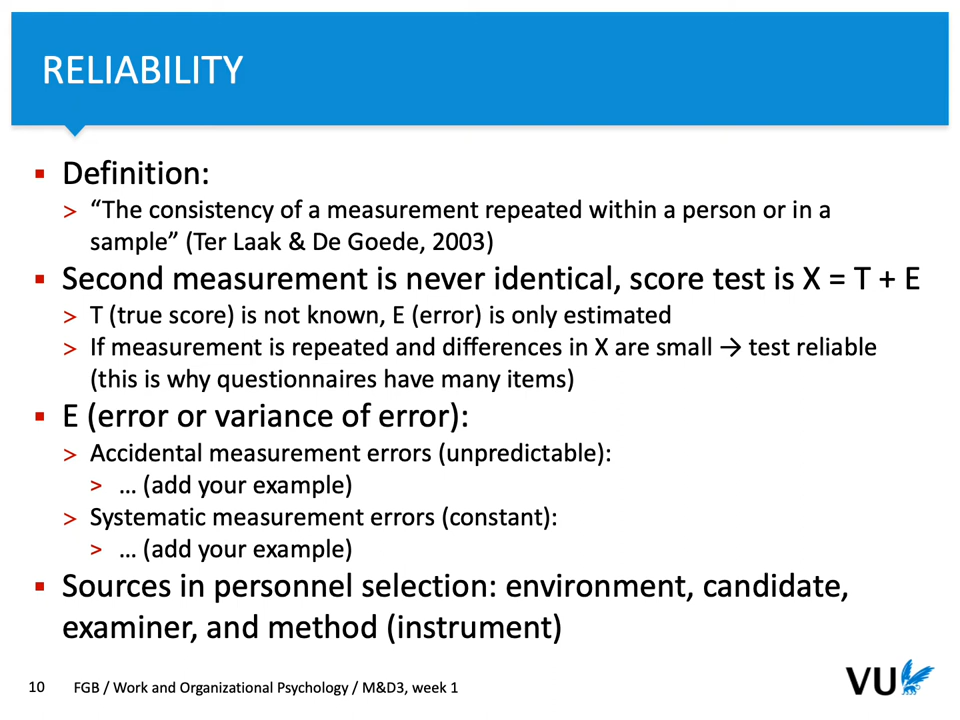 RELIABILITY
▪ Definition:
> “The consistency of a measurement repeated within a person or in a
sample” (Ter Laak & De Goede, 2003)
▪ Second measurement is never identical, score test is X = T + E
> T (true score) is not known, E (error) is only estimated
> If measurement is repeated and differences in X are small → test reliable
(this is why questionnaires have many items)
▪ E (error or variance of error):
> Accidental measurement errors (unpredictable):
> … (add your example)
> Systematic measurement errors (constant):
> … (add your example)
▪ Sources in personnel selection: environment, candidate,
examiner, and method (instrument)
10 FGB / Work and Organizational Psychology / M&D3, week 1
VU